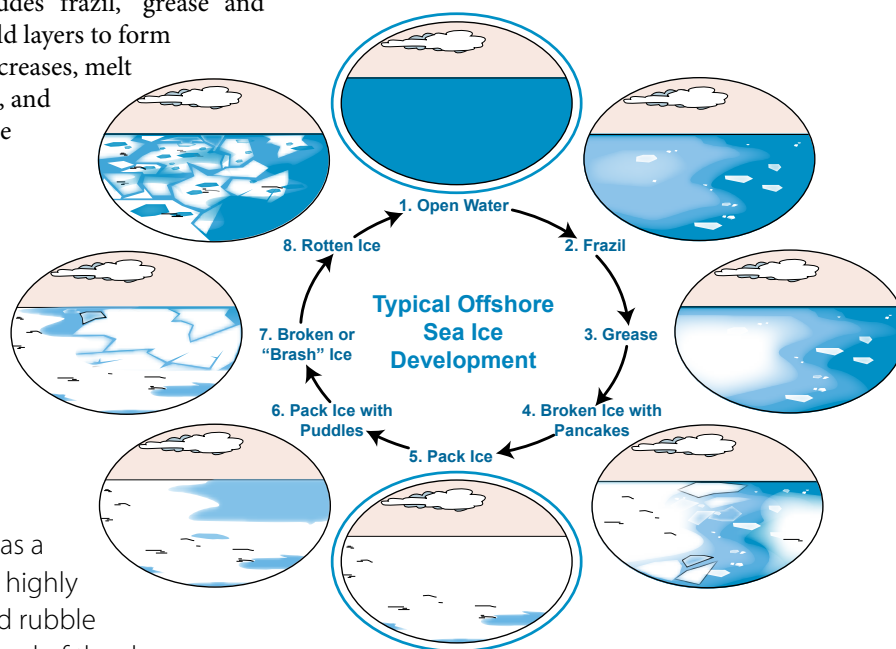 frazil, grease and
ld layers to form
creases, melt
, and
e
1. Open Water
2. Frazil
3. Grease
4. Broken Ice with
Pancakes
5. Pack Ice
6. Pack Ice with
Puddles
7. Broken or
“Brash” Ice
8. Rotten Ice
Typical Offshore
Sea Ice
Development
as a
highly
d rubble